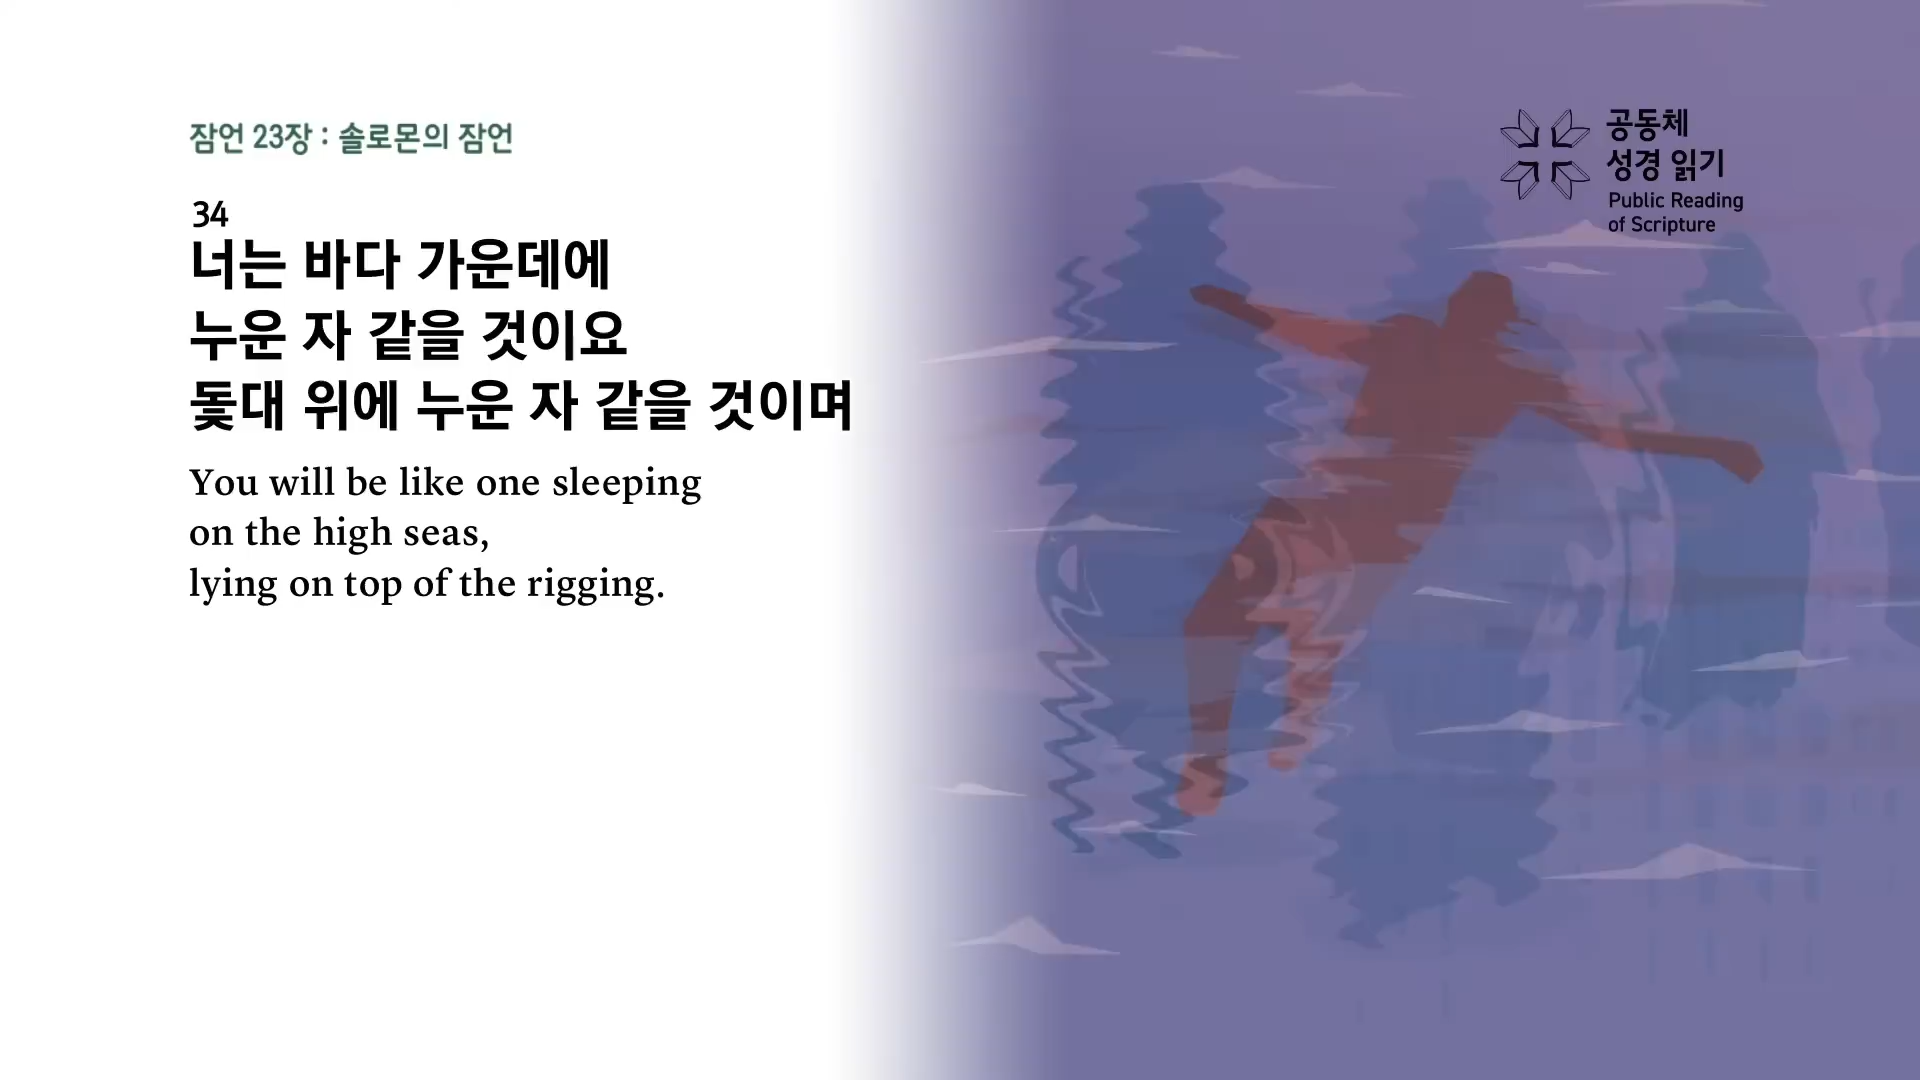 잠언 23장 : 솔로몬의 잠언
34
너는 바다 가운데에
누운 자 같을 것이요
돛대 위에 누운 자 같을 것이며
You will be like one sleeping
on the high seas,
lying on top of the rigging.
공동체
성경 읽기
Public Reading
of Scripture